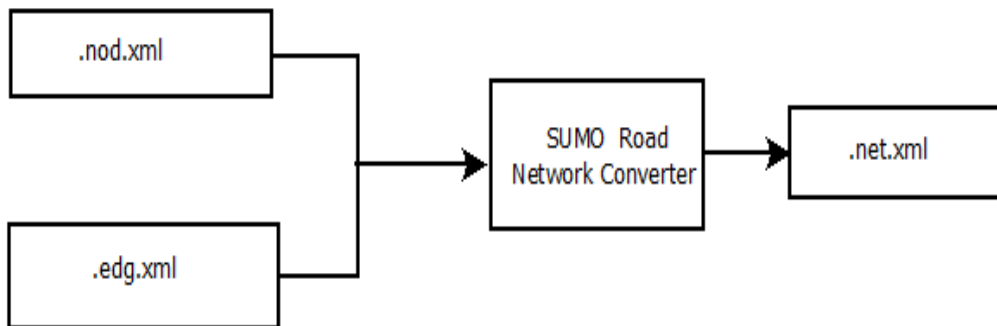 .nod.xml
.edg.xml
SUMO Road
Network Converter
.net.xml